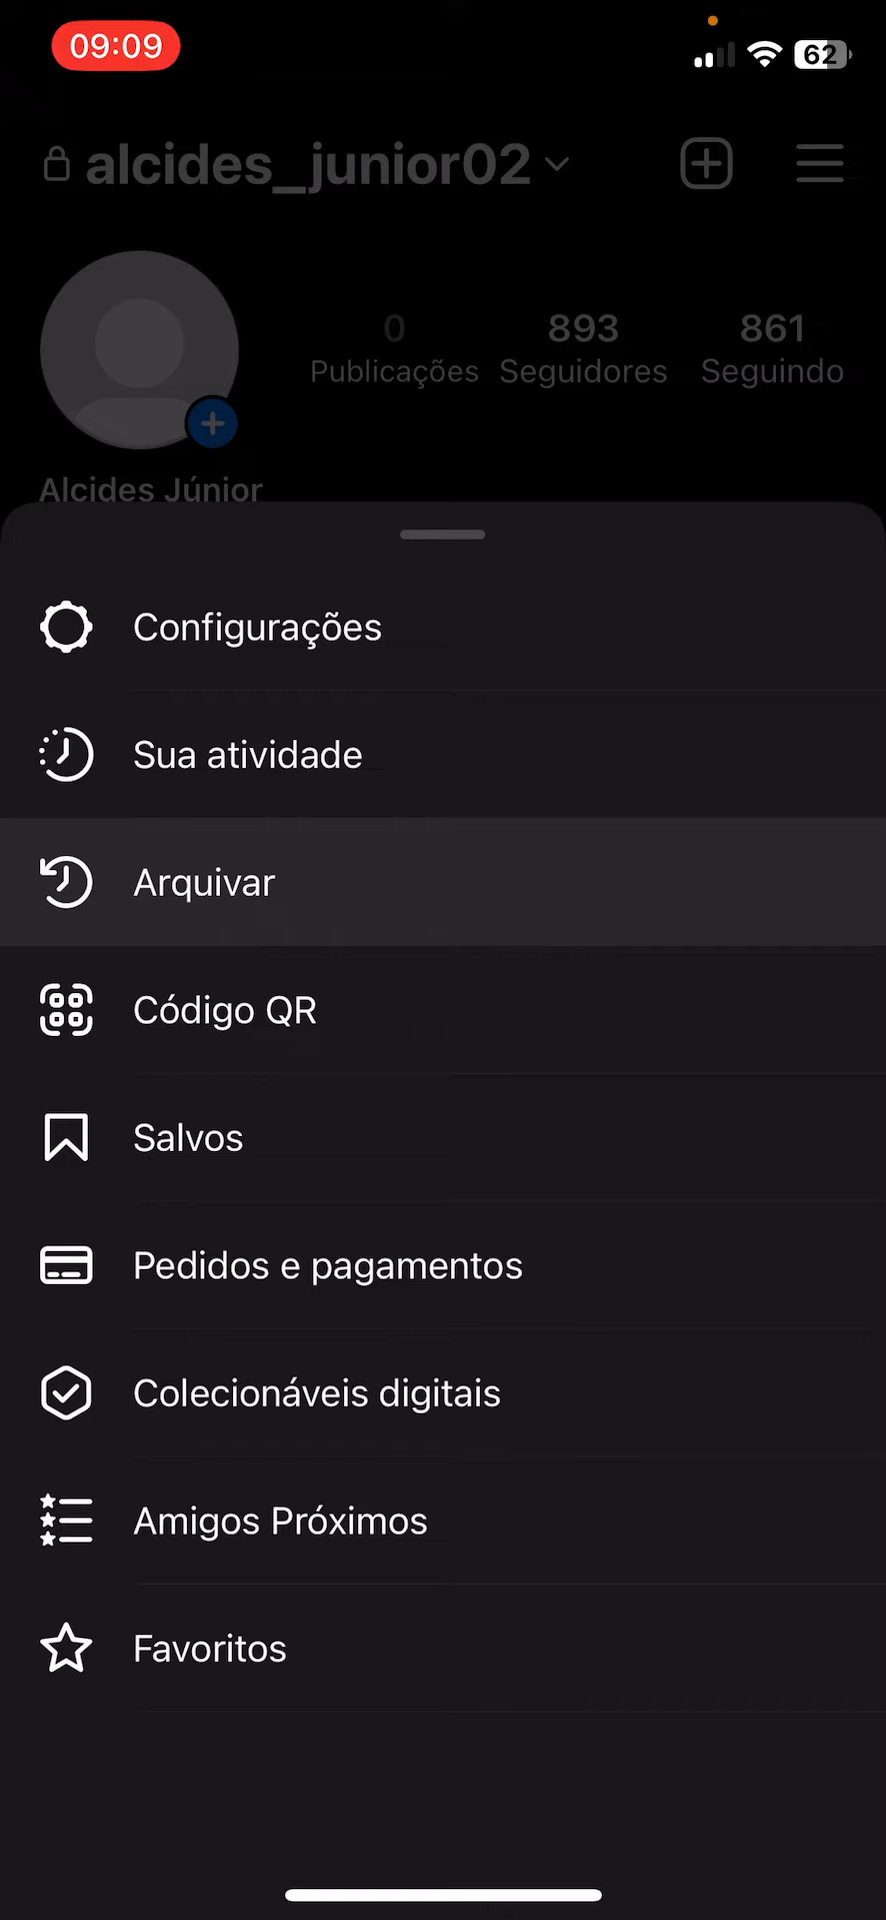 09:09
62
alcides_junior02
0 893 861
Publicações Seguidores Seguindo
Alcides Júnior
Configurações
Sua atividade
Arquivar
Código QR
Salvos
Pedidos e pagamentos
Colecionáveis digitais
Amigos Próximos
Favoritos